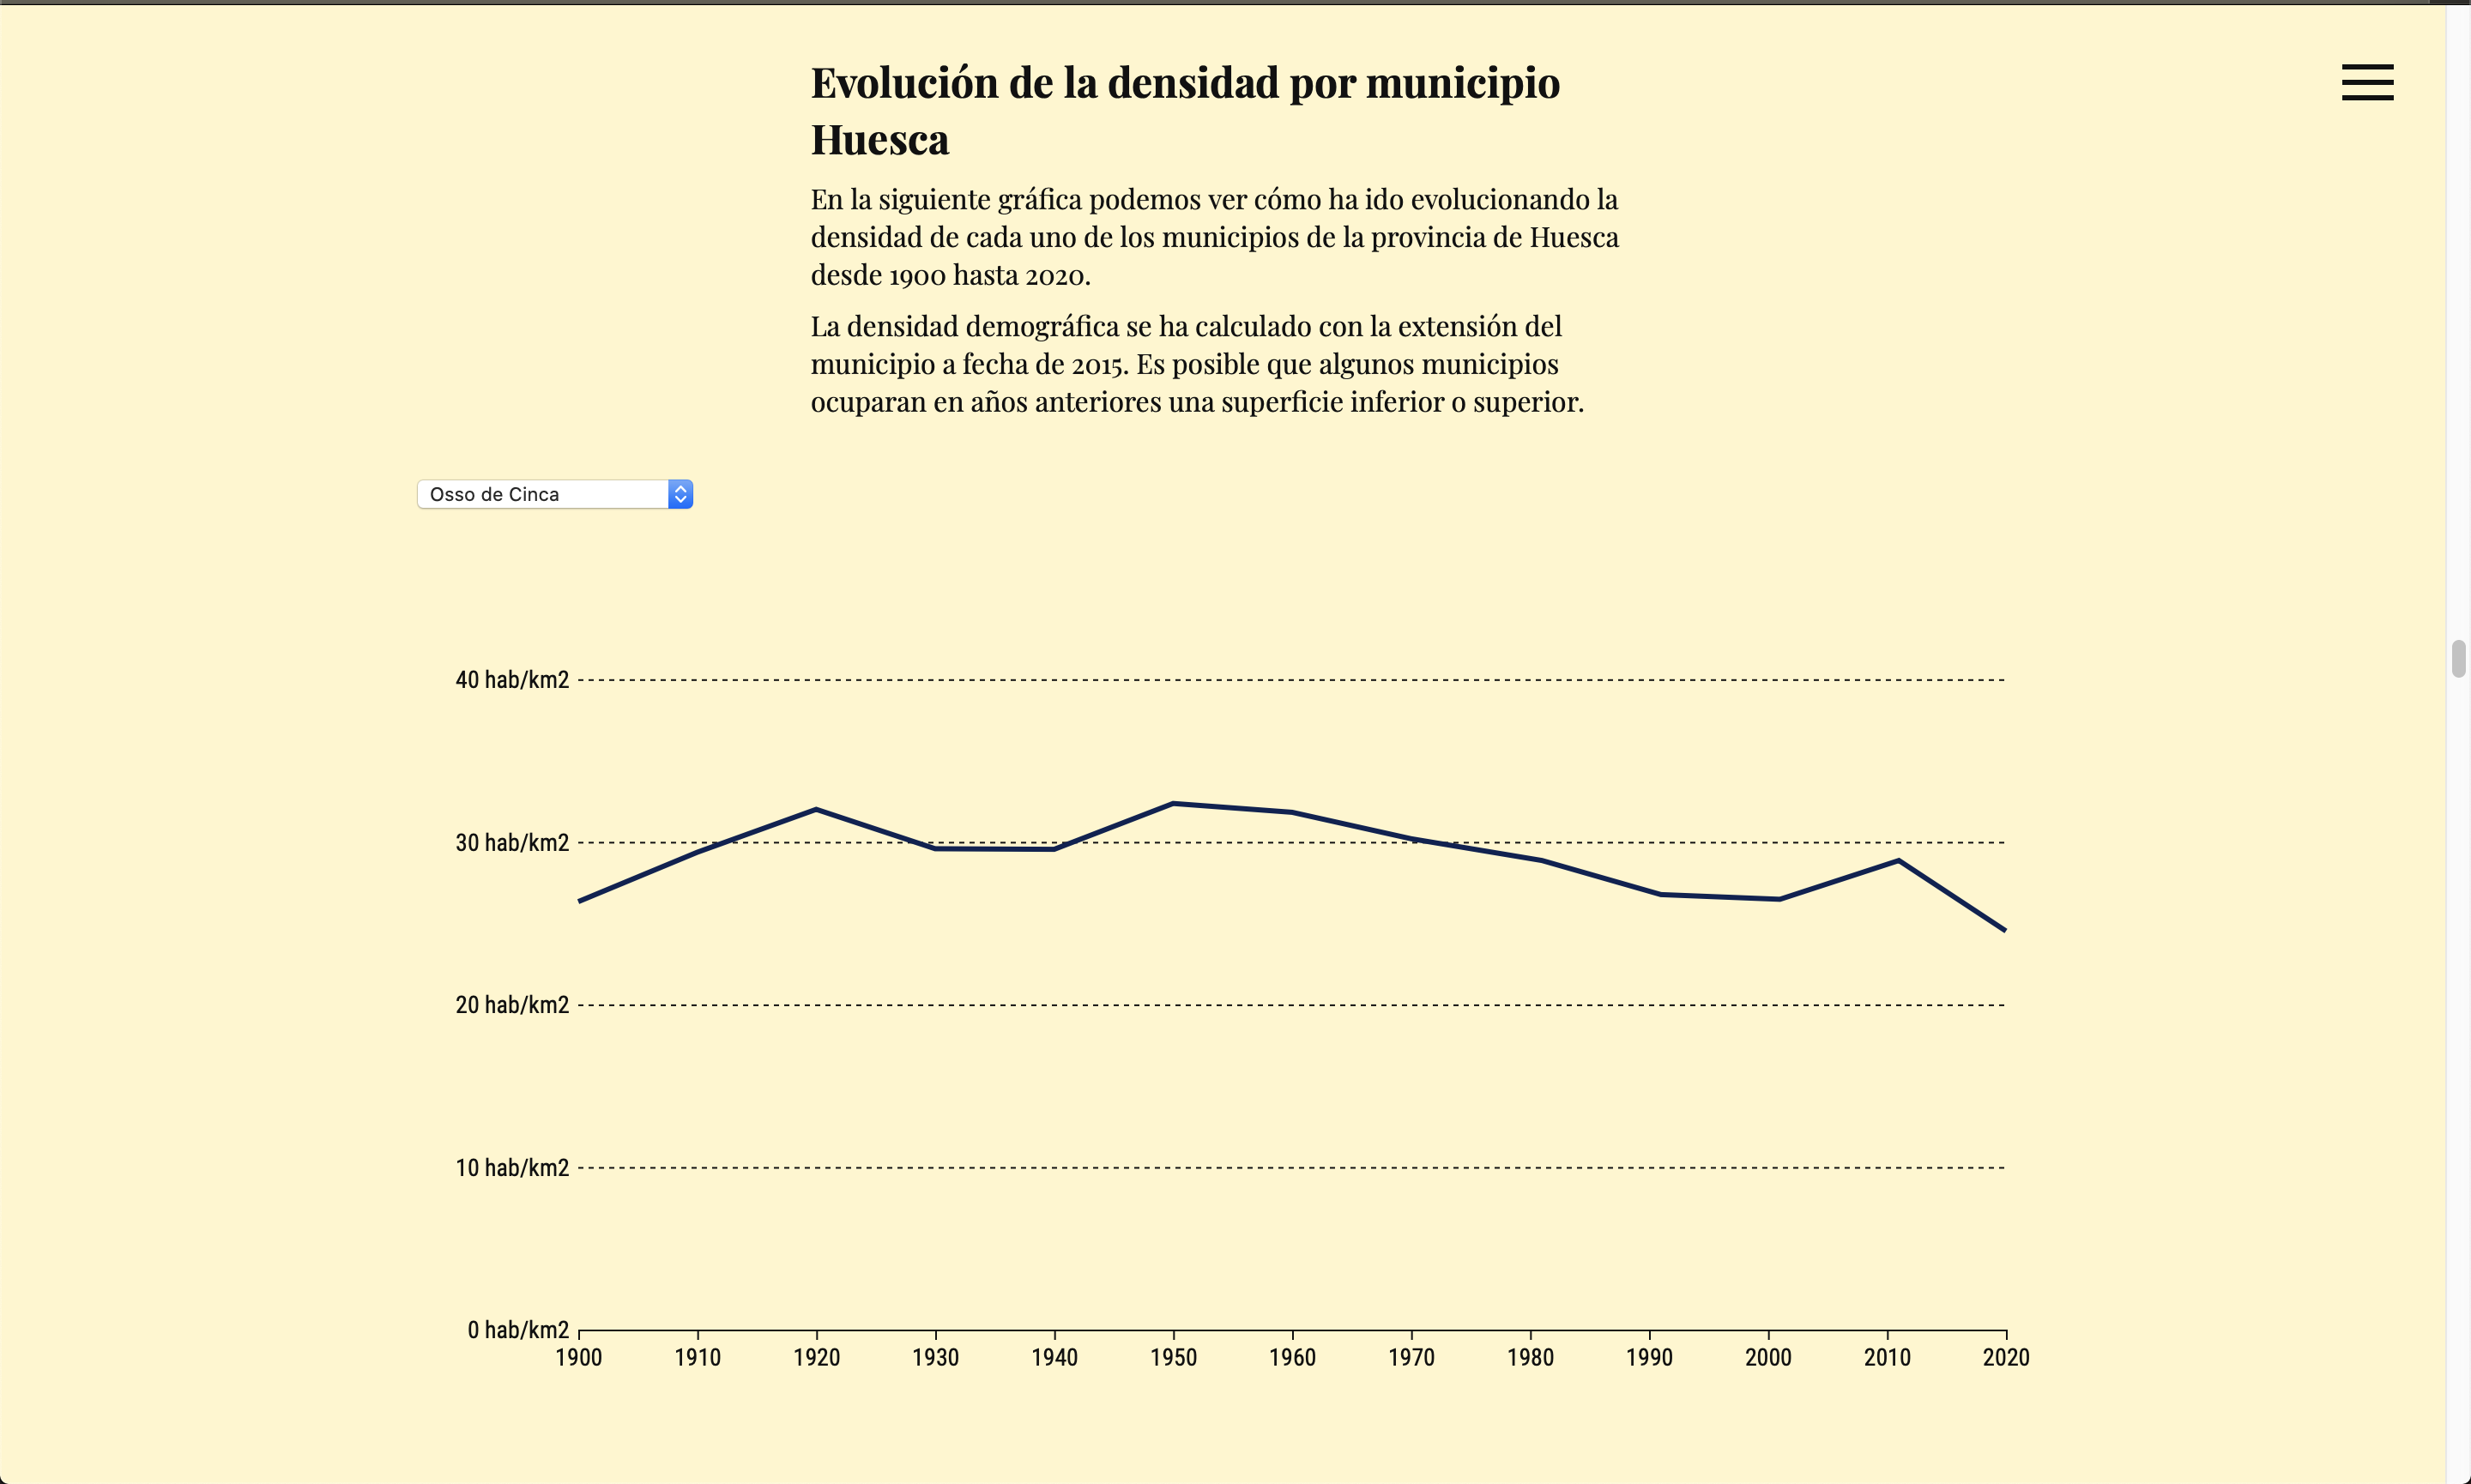 Evolución de la densidad por municipio
Huesca
En la siguiente gráfica podemos ver cómo ha ido evolucionando la
densidad de cada uno de los municipios de la provincia de Huesca
desde 1900 hasta 2020.
La densidad demográfica se ha calculado con la extensión del
municipio a fecha de 2015. Es posible que algunos municipios
ocuparan en años anteriores una superficie inferior o superior.
Osso de Cinca
40 hab/km2
30 hab/km2
20 hab/km2
10 hab/km2
0 hab/km2
1900 1910 1920 1930 1940 1950 1960 1970 1980 1990 2000 2010 2020